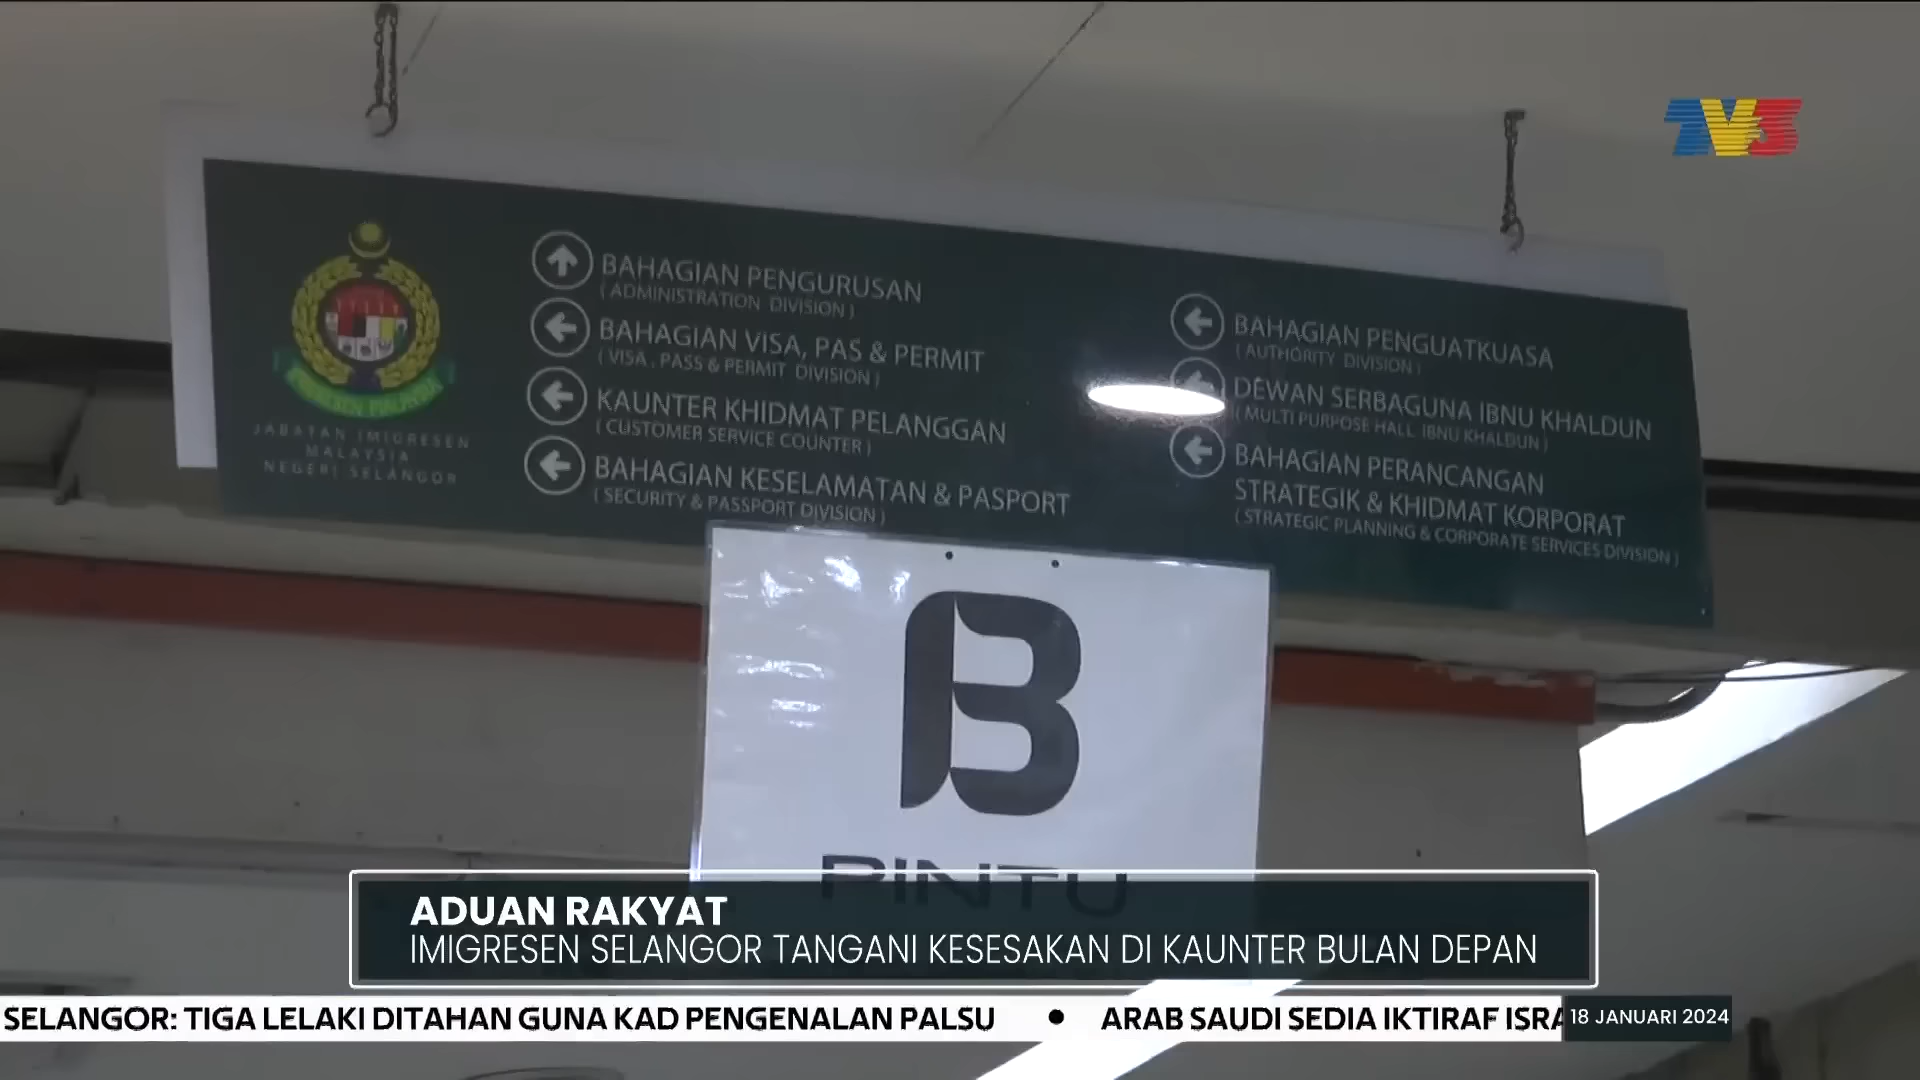 TV3
BAHAGIAN PENGURUSAN
( ADMINISTRATION DIVISION )
BAHAGIAN VISA, PAS & PERMIT
( VISA , PASS & PERMIT DIVISION )
KAUNTER KHIDMAT PELANGGAN
( CUSTOMER SERVICE COUNTER )
BAHAGIAN KESELAMATAN & PASPORT
( SECURITY & PASSPORT DIVISION )
BAHAGIAN PENGUATKUASA
( AUTHORITY DIVISION )
DEWAN SERBAGUNA IBNU KHALDUN
( MULTI PURPOSE HALL IBNU KHALDUN )
BAHAGIAN PERANCANGAN
STRATEGIK & KHIDMAT KORPORAT
( STRATEGIC PLANNING & CORPORATE SERVICES DIVISION )
JABATAN IMIGRESEN
MALAYSIA
NEGERI SELANGOR
B
PINTU
ADUAN RAKYAT
IMIGRESEN SELANGOR TANGANI KESESAKAN DI KAUNTER BULAN DEPAN
SELANGOR: TIGA LELAKI DITAHAN GUNA KAD PENGENALAN PALSU • ARAB SAUDI SEDIA IKTIRAF ISRA
18 JANUARI 2024